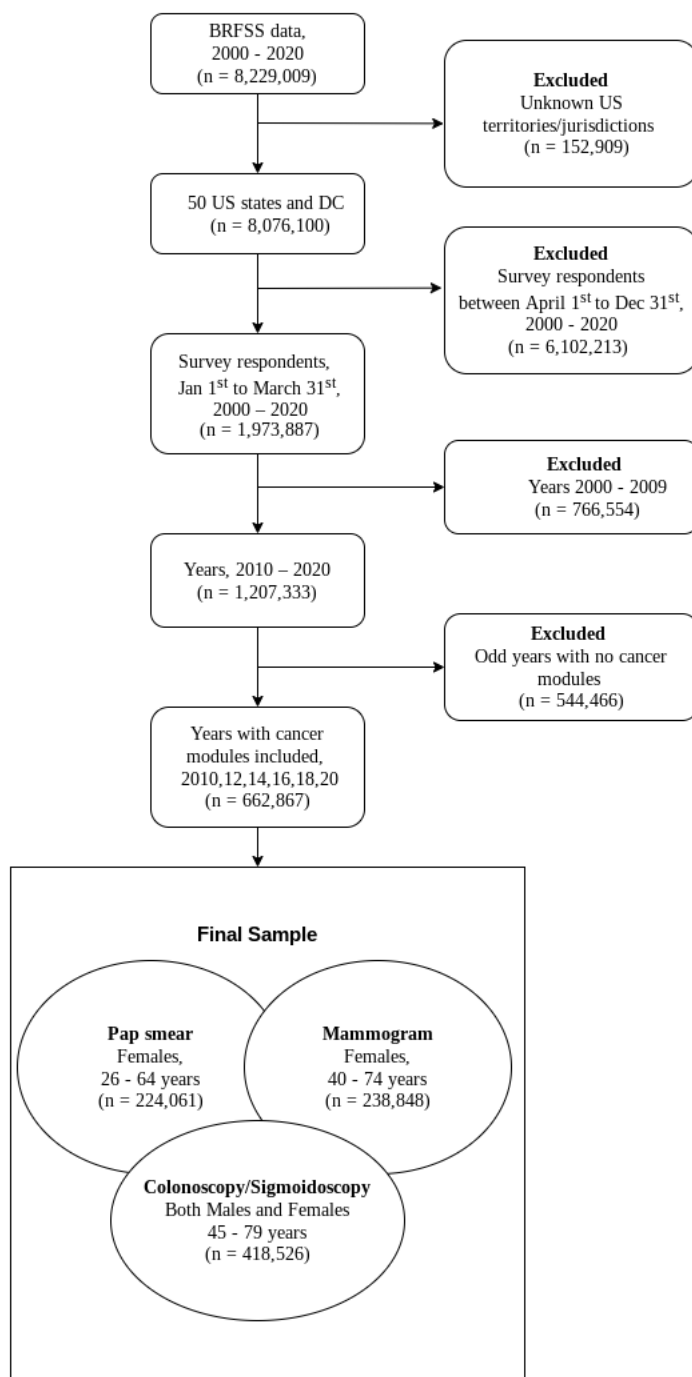 BRFSS data,
2000 - 2020
(n = 8,229,009)
Excluded
Unknown US
territories/jurisdictions
(n = 152,909)
50 US states and DC
(n = 8,076,100)
Excluded
Survey respondents
between April 1st to Dec 31st,
2000 - 2020
(n = 6,102,213)
Survey respondents,
Jan 1st to March 31st,
2000 – 2020
(n = 1,973,887)
Excluded
Years 2000 - 2009
(n = 766,554)
Years, 2010 – 2020
(n = 1,207,333)
Excluded
Odd years with no cancer
modules
(n = 544,466)
Years with cancer
modules included,
2010,12,14,16,18,20
(n = 662,867)
Final Sample
Pap smear
Females,
26 - 64 years
(n = 224,061)
Mammogram
Females,
40 - 74 years
(n = 238,848)
Colonoscopy/Sigmoidoscopy
Both Males and Females
45 - 79 years
(n = 418,526)